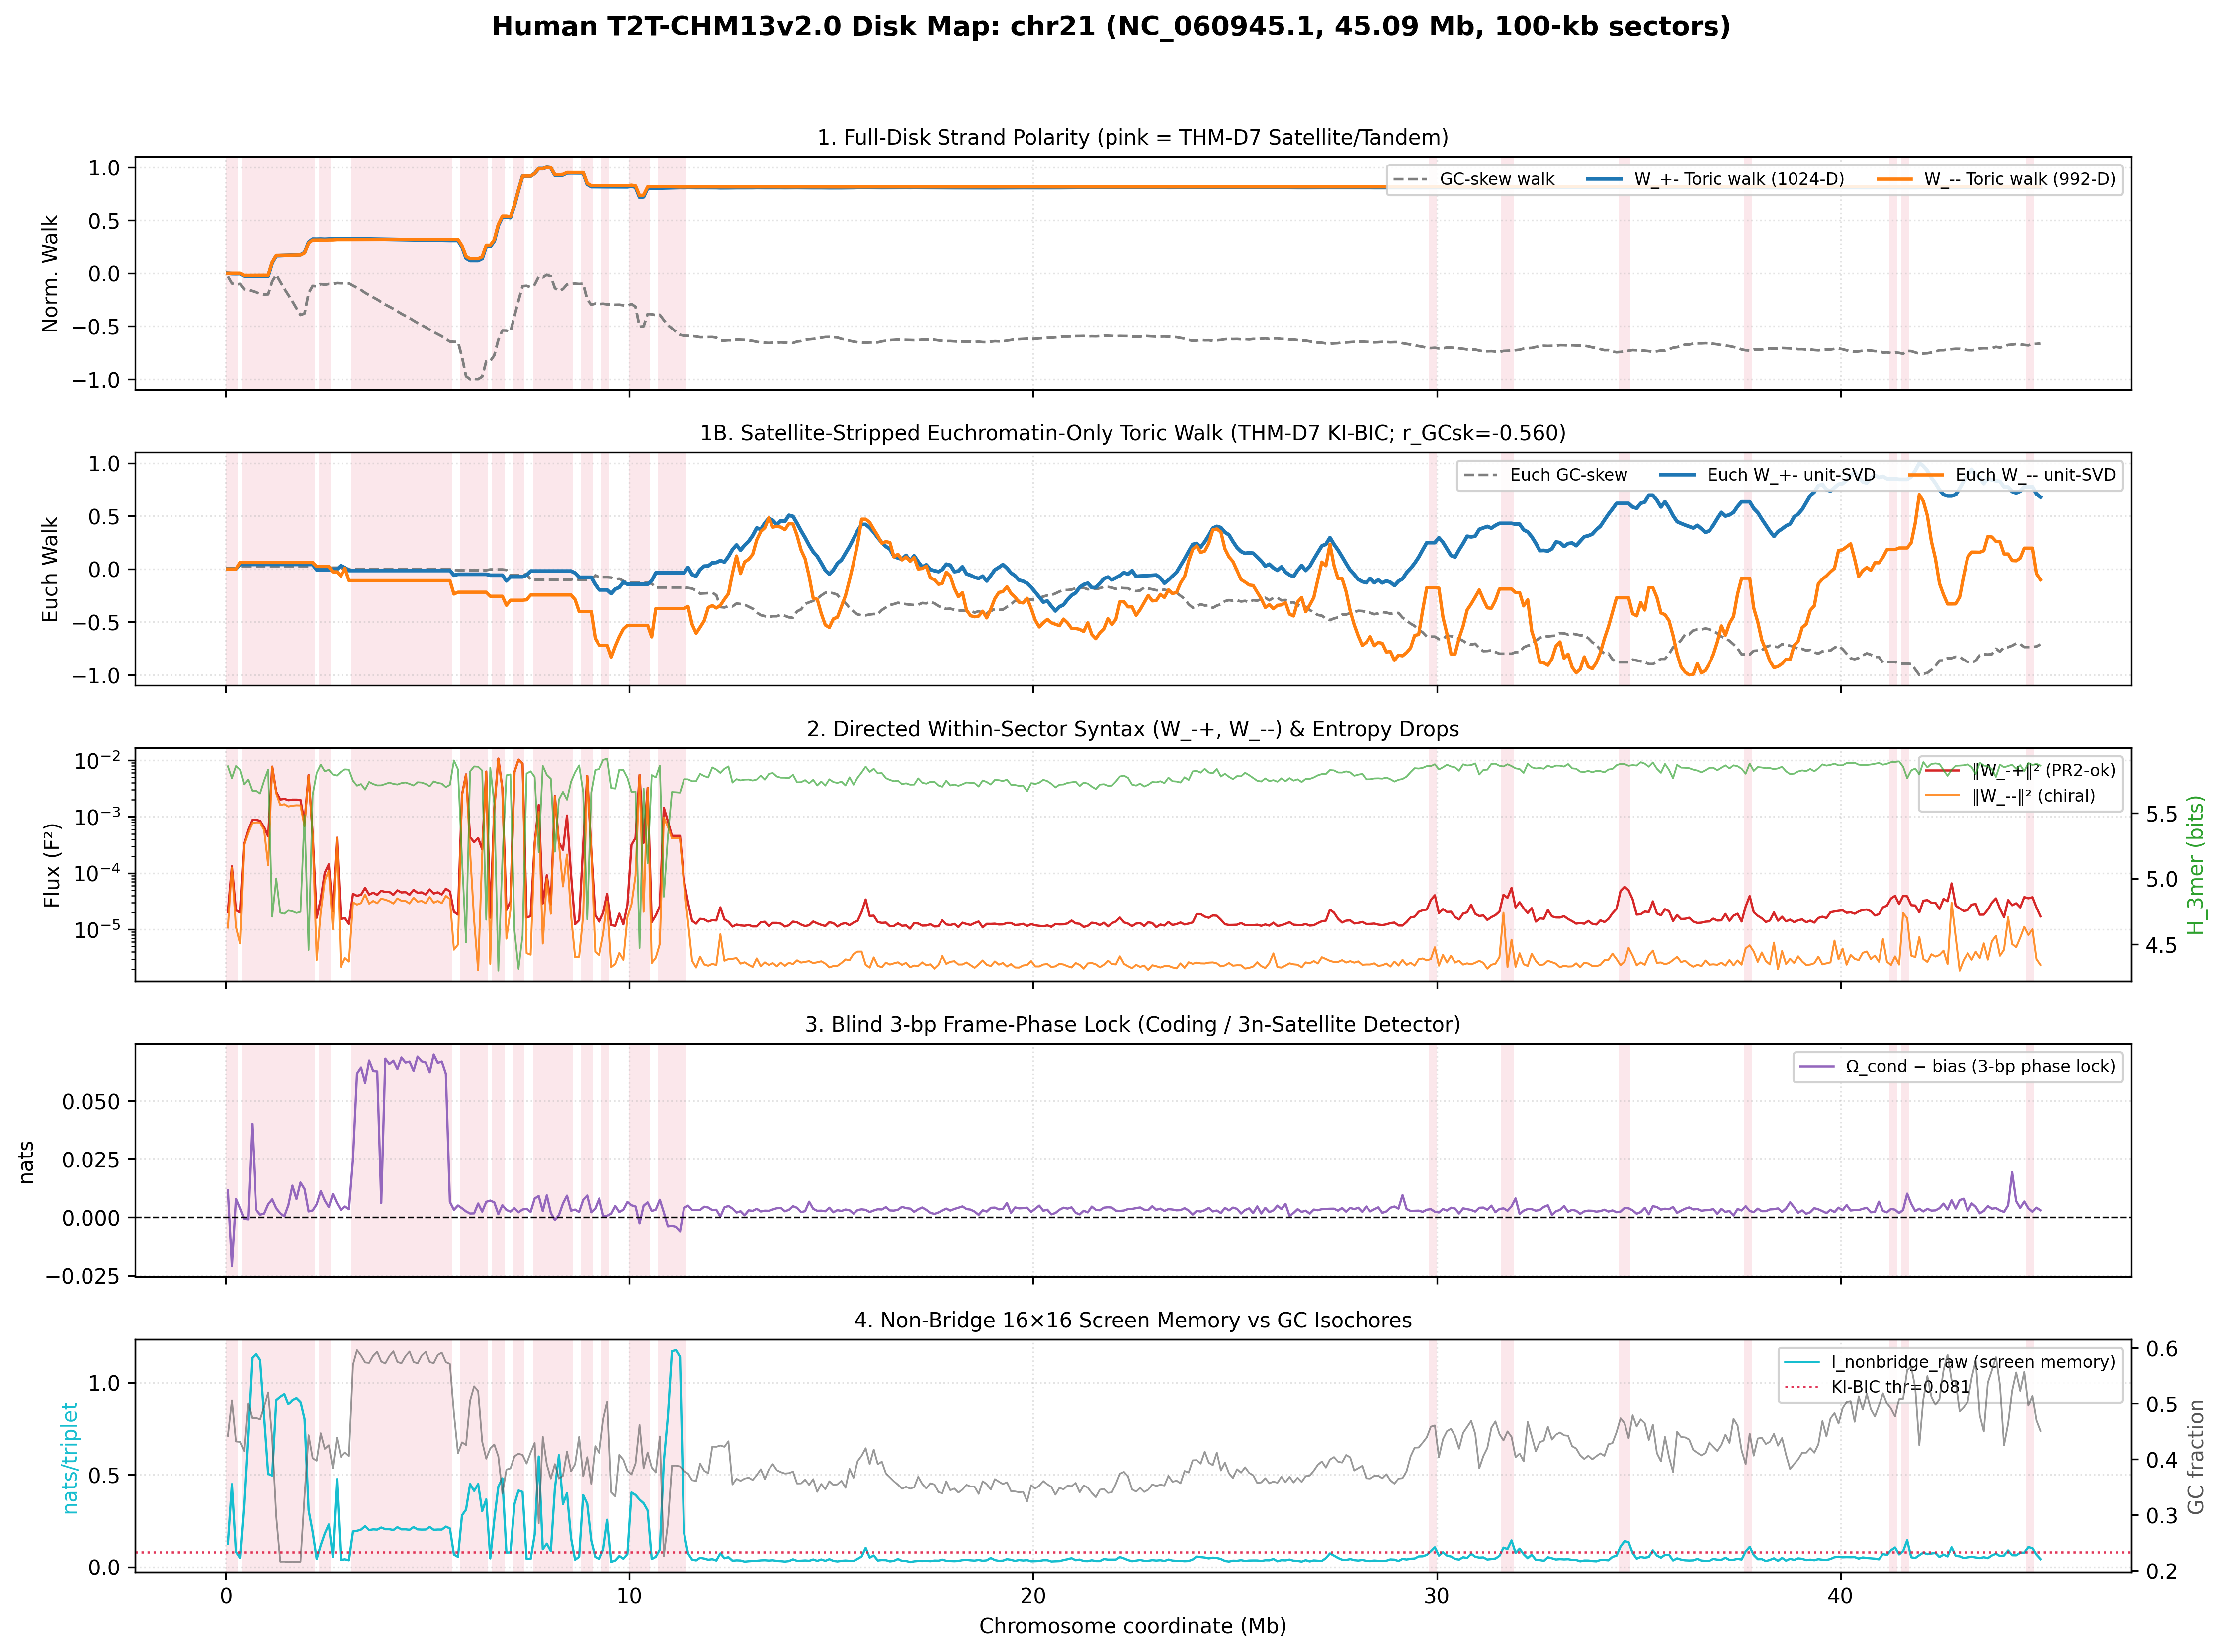 Human T2T-CHM13v2.0 Disk Map: chr21 (NC_060945.1, 45.09 Mb, 100-kb sectors)
1. Full-Disk Strand Polarity (pink = THM-D7 Satellite/Tandem)
Norm. Walk
1.0
0.5
0.0
−0.5
−1.0
GC-skew walk
W_+- Toric walk (1024-D)
W_-- Toric walk (992-D)
1B. Satellite-Stripped Euchromatin-Only Toric Walk (THM-D7 KI-BIC; r_GCsk=-0.560)
Euch Walk
1.0
0.5
0.0
−0.5
−1.0
Euch GC-skew
Euch W_+- unit-SVD
Euch W_-- unit-SVD
2. Directed Within-Sector Syntax (W_-+, W_--) & Entropy Drops
Flux (F²)
10⁻²
10⁻³
10⁻⁴
10⁻⁵
‖W_-+‖² (PR2-ok)
‖W_--‖² (chiral)
5.5
5.0
4.5
H_3mer (bits)
3. Blind 3-bp Frame-Phase Lock (Coding / 3n-Satellite Detector)
nats
0.050
0.025
0.000
−0.025
Ω_cond − bias (3-bp phase lock)
4. Non-Bridge 16×16 Screen Memory vs GC Isochores
nats/triplet
1.0
0.5
0.0
I_nonbridge_raw (screen memory)
KI-BIC thr=0.081
0.6
0.5
0.4
0.3
0.2
GC fraction
0
10
20
30
40
Chromosome coordinate (Mb)